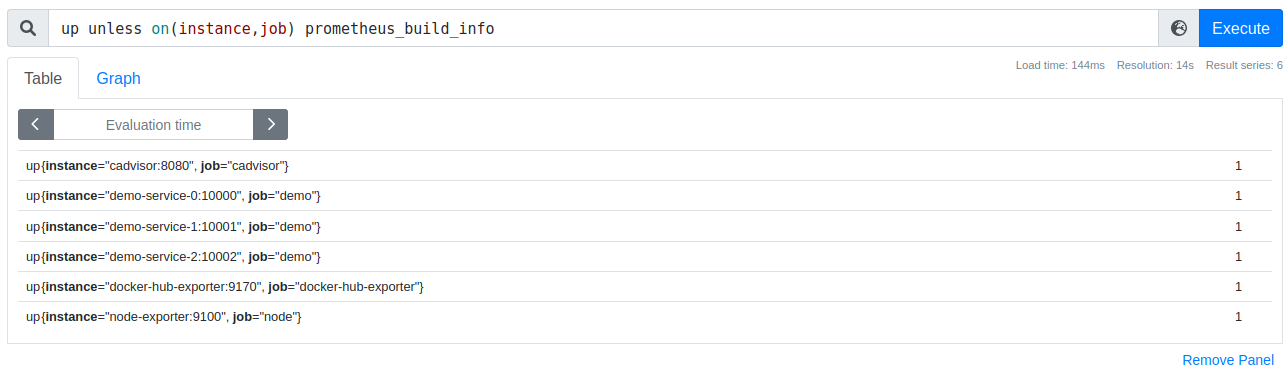 up unless on(instance,job) prometheus_build_info Execute
Table Graph Load time: 144ms Resolution: 14s Result series: 6
Evaluation time
up{instance="cadvisor:8080", job="cadvisor"} 1
up{instance="demo-service-0:10000", job="demo"} 1
up{instance="demo-service-1:10001", job="demo"} 1
up{instance="demo-service-2:10002", job="demo"} 1
up{instance="docker-hub-exporter:9170", job="docker-hub-exporter"} 1
up{instance="node-exporter:9100", job="node"} 1
Remove Panel